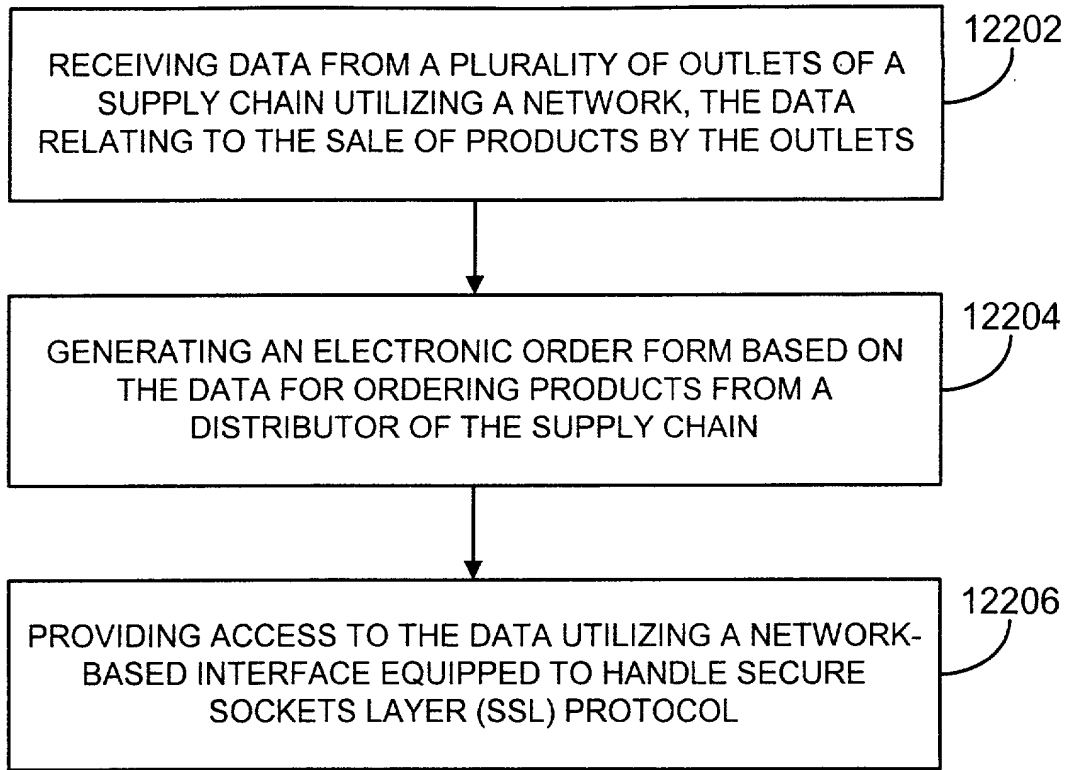 12202
RECEIVING DATA FROM A PLURALITY OF OUTLETS OF A
SUPPLY CHAIN UTILIZING A NETWORK, THE DATA
RELATING TO THE SALE OF PRODUCTS BY THE OUTLETS
12204
GENERATING AN ELECTRONIC ORDER FORM BASED ON
THE DATA FOR ORDERING PRODUCTS FROM A
DISTRIBUTOR OF THE SUPPLY CHAIN
12206
PROVIDING ACCESS TO THE DATA UTILIZING A NETWORK-
BASED INTERFACE EQUIPPED TO HANDLE SECURE
SOCKETS LAYER (SSL) PROTOCOL